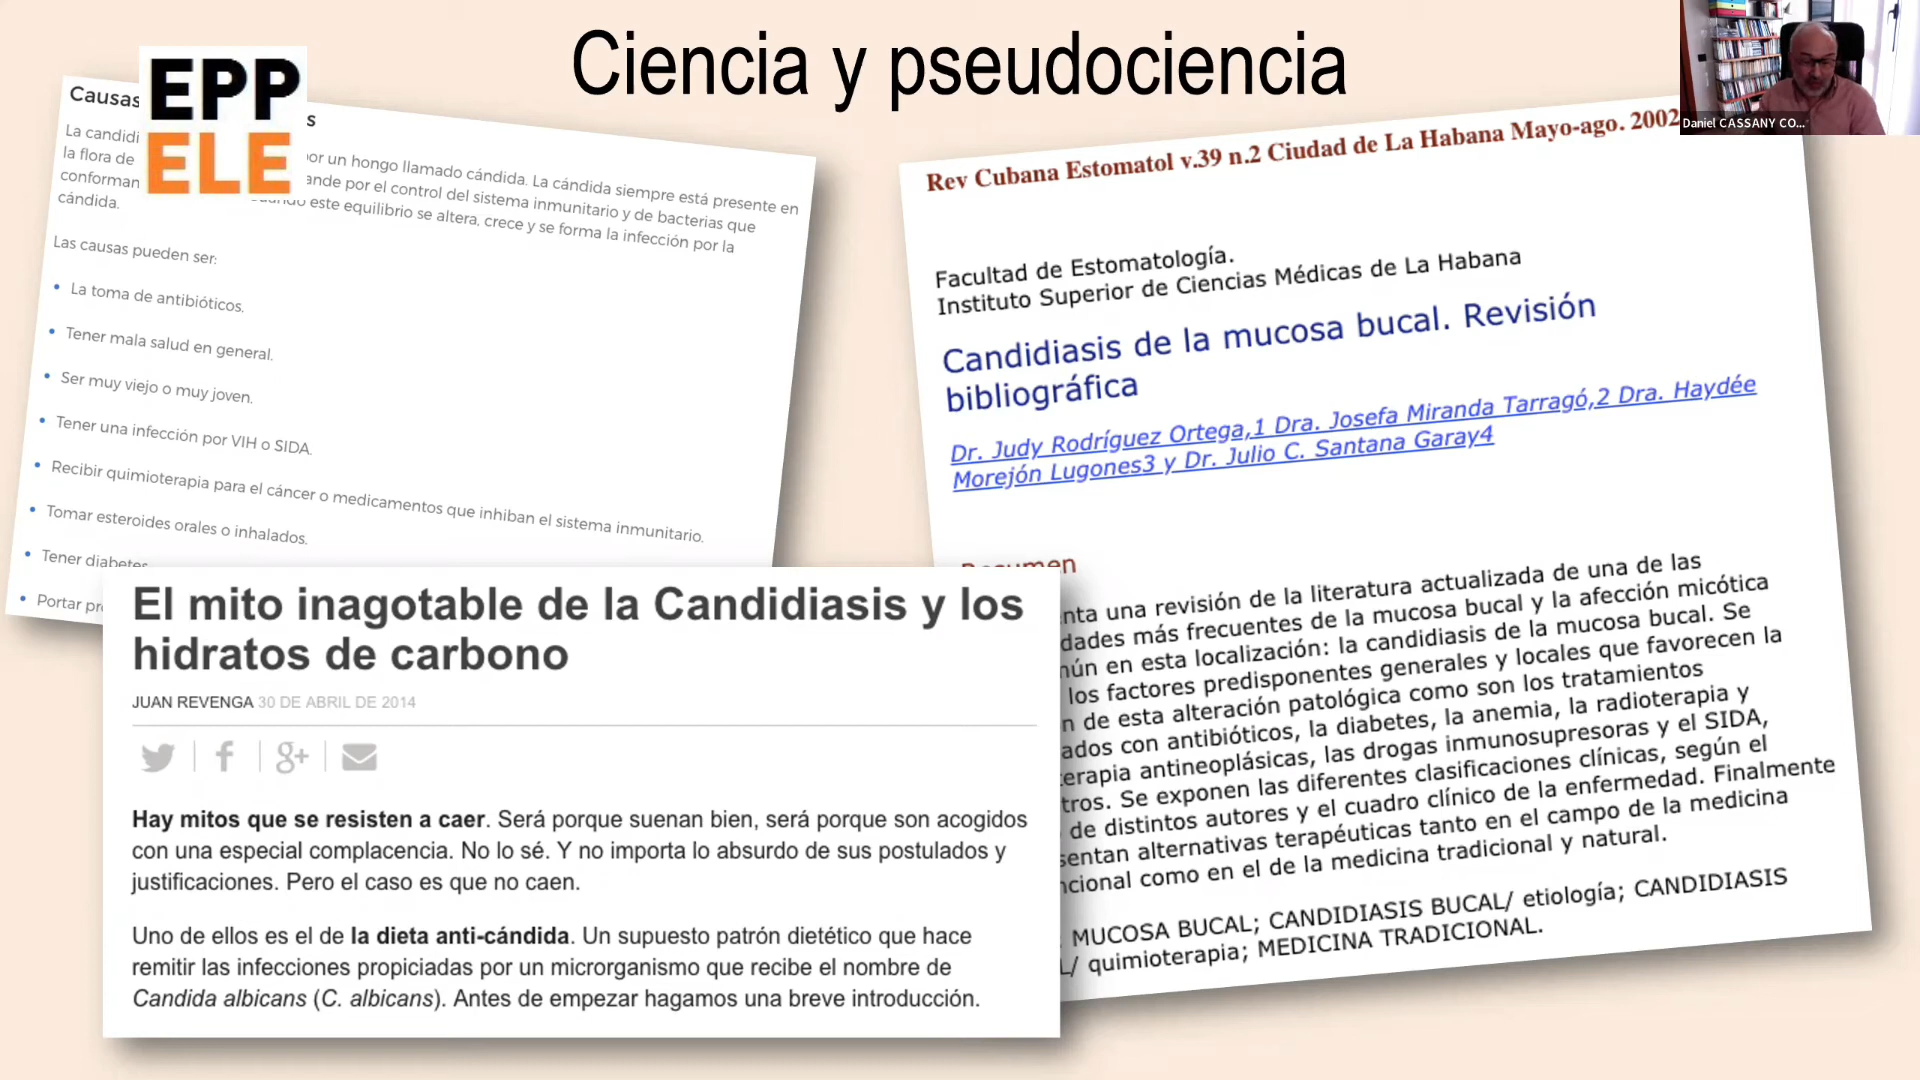 Ciencia y pseudociencia
EPP
ELE
Daniel CASSANY CO...
Causas
s
La candidi
or un hongo llamado cándida. La cándida siempre está presente en
la flora de
ande por el control del sistema inmunitario y de bacterias que
conforman
este equilibrio se altera, crece y se forma la infección por la
cándida.
Las causas pueden ser:
La toma de antibióticos.
Tener mala salud en general.
Ser muy viejo o muy joven.
Tener una infección por VIH o SIDA.
Recibir quimioterapia para el cáncer o medicamentos que inhiban el sistema inmunitario.
Tomar esteroides orales o inhalados.
Tener diabetes
Portar pr
Rev Cubana Estomatol v.39 n.2 Ciudad de La Habana Mayo-ago. 2002
Facultad de Estomatología.
Instituto Superior de Ciencias Médicas de La Habana
Candidiasis de la mucosa bucal. Revisión
bibliográfica
Dr. Judy Rodríguez Ortega,1 Dra. Josefa Miranda Tarragó,2 Dra. Haydée
Morejón Lugones3 y Dr. Julio C. Santana Garay4
Resumen
nta una revisión de la literatura actualizada de una de las
dades más frecuentes de la mucosa bucal y la afección micótica
mún en esta localización: la candidiasis de la mucosa bucal. Se
los factores predisponentes generales y locales que favorecen la
n de esta alteración patológica como son los tratamientos
ados con antibióticos, la diabetes, la anemia, la radioterapia y
erapia antineoplásicas, las drogas inmunosupresoras y el SIDA,
tros. Se exponen las diferentes clasificaciones clínicas, según el
de distintos autores y el cuadro clínico de la enfermedad. Finalmente
sentan alternativas terapéuticas tanto en el campo de la medicina
ncional como en el de la medicina tradicional y natural.
MUCOSA BUCAL; CANDIDIASIS BUCAL/ etiología; CANDIDIASIS
L/ quimioterapia; MEDICINA TRADICIONAL.
El mito inagotable de la Candidiasis y los
hidratos de carbono
JUAN REVENGA 30 DE ABRIL DE 2014
Hay mitos que se resisten a caer. Será porque suenan bien, será porque son acogidos
con una especial complacencia. No lo sé. Y no importa lo absurdo de sus postulados y
justificaciones. Pero el caso es que no caen.
Uno de ellos es el de la dieta anti-cándida. Un supuesto patrón dietético que hace
remitir las infecciones propiciadas por un microrganismo que recibe el nombre de
Candida albicans (C. albicans). Antes de empezar hagamos una breve introducción.